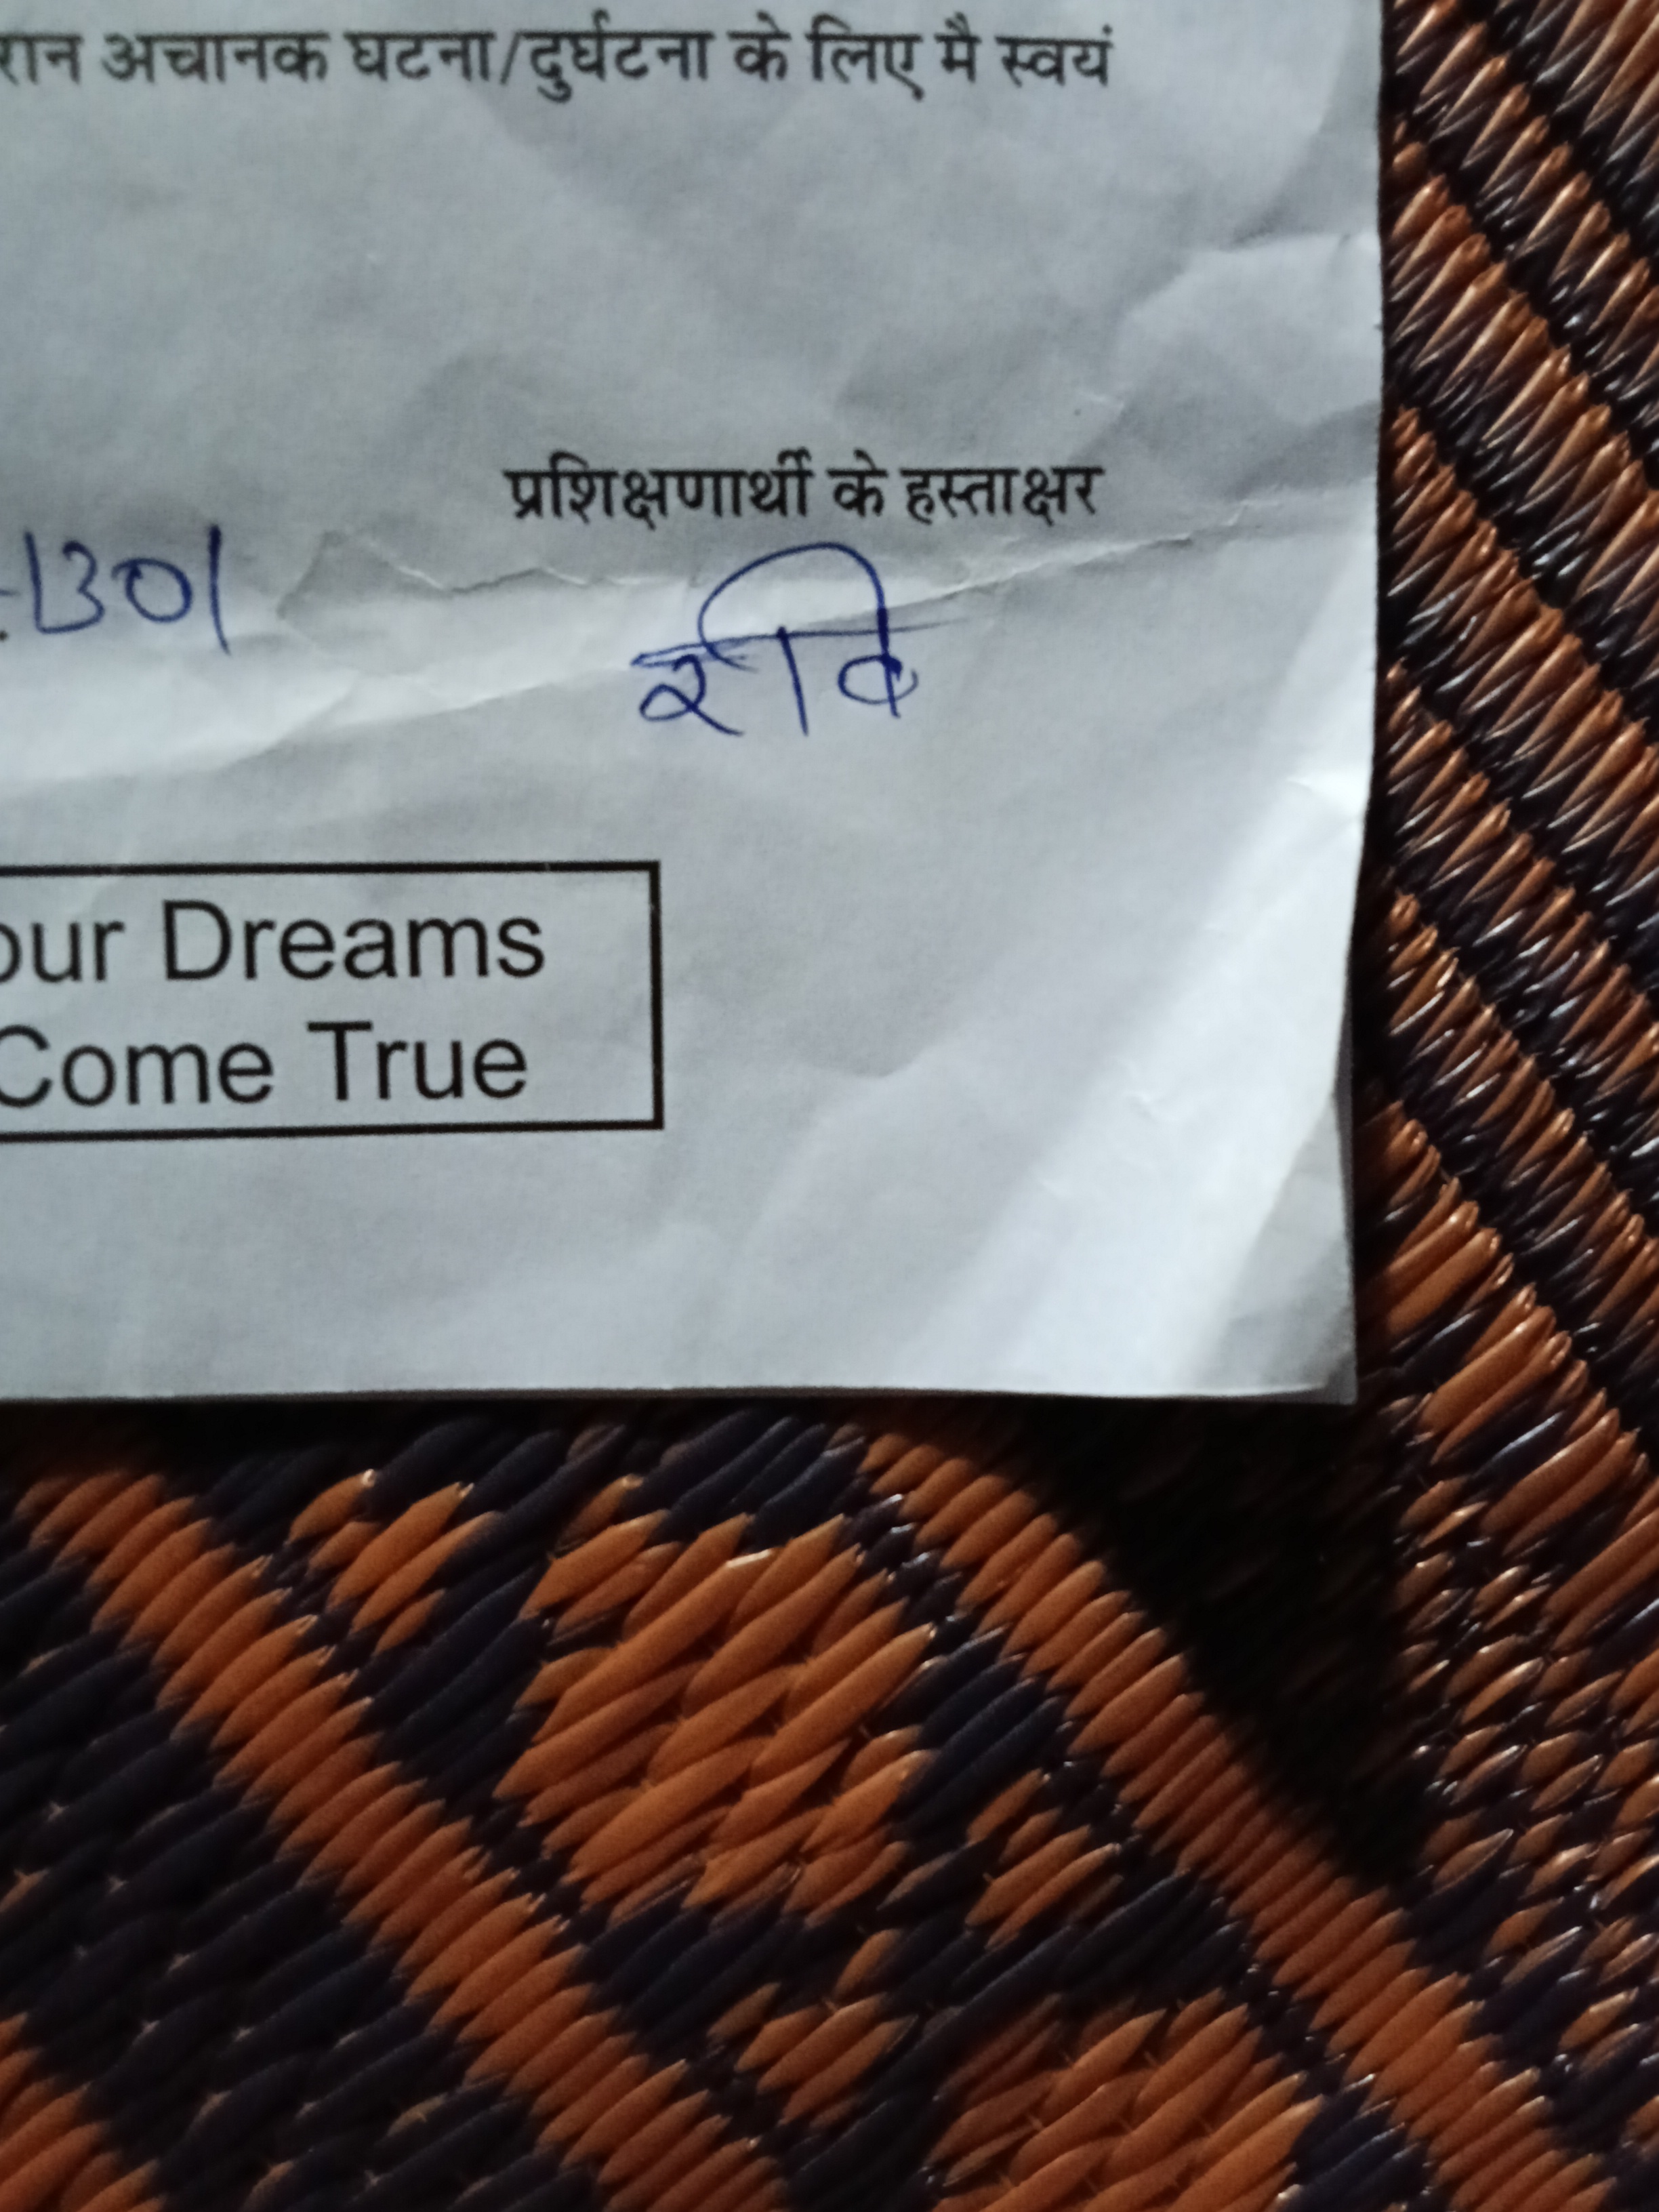 रान अचानक घटना/दुर्घटना के लिए मै स्वयं
प्रशिक्षणार्थी के हस्ताक्षर
-1301
रवि
our Dreams
Come True